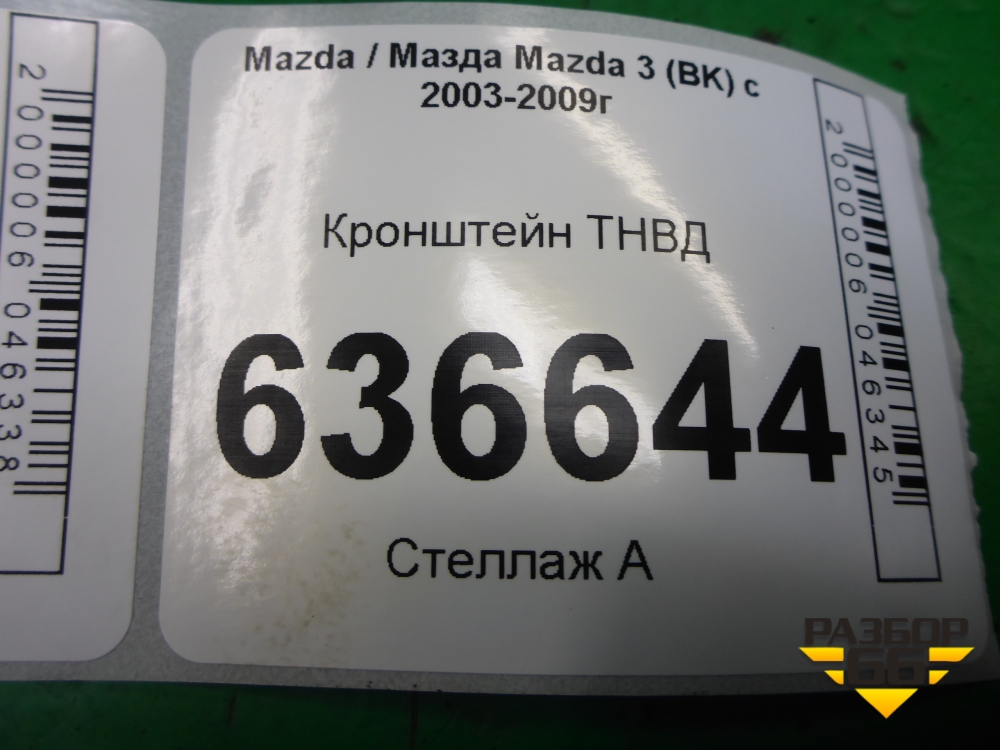 2000006046338
Mazda / Мазда Mazda 3 (BK) с
2003-2009г
Кронштейн ТНВД
636644
Стеллаж А
2000006046345
РАЗБОР
66